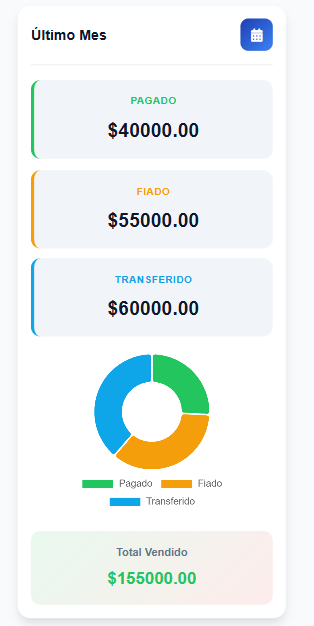 Último Mes
PAGADO
$40000.00
FIADO
$55000.00
TRANSFERIDO
$60000.00
Pagado Fiado
Transferido
Total Vendido
$155000.00